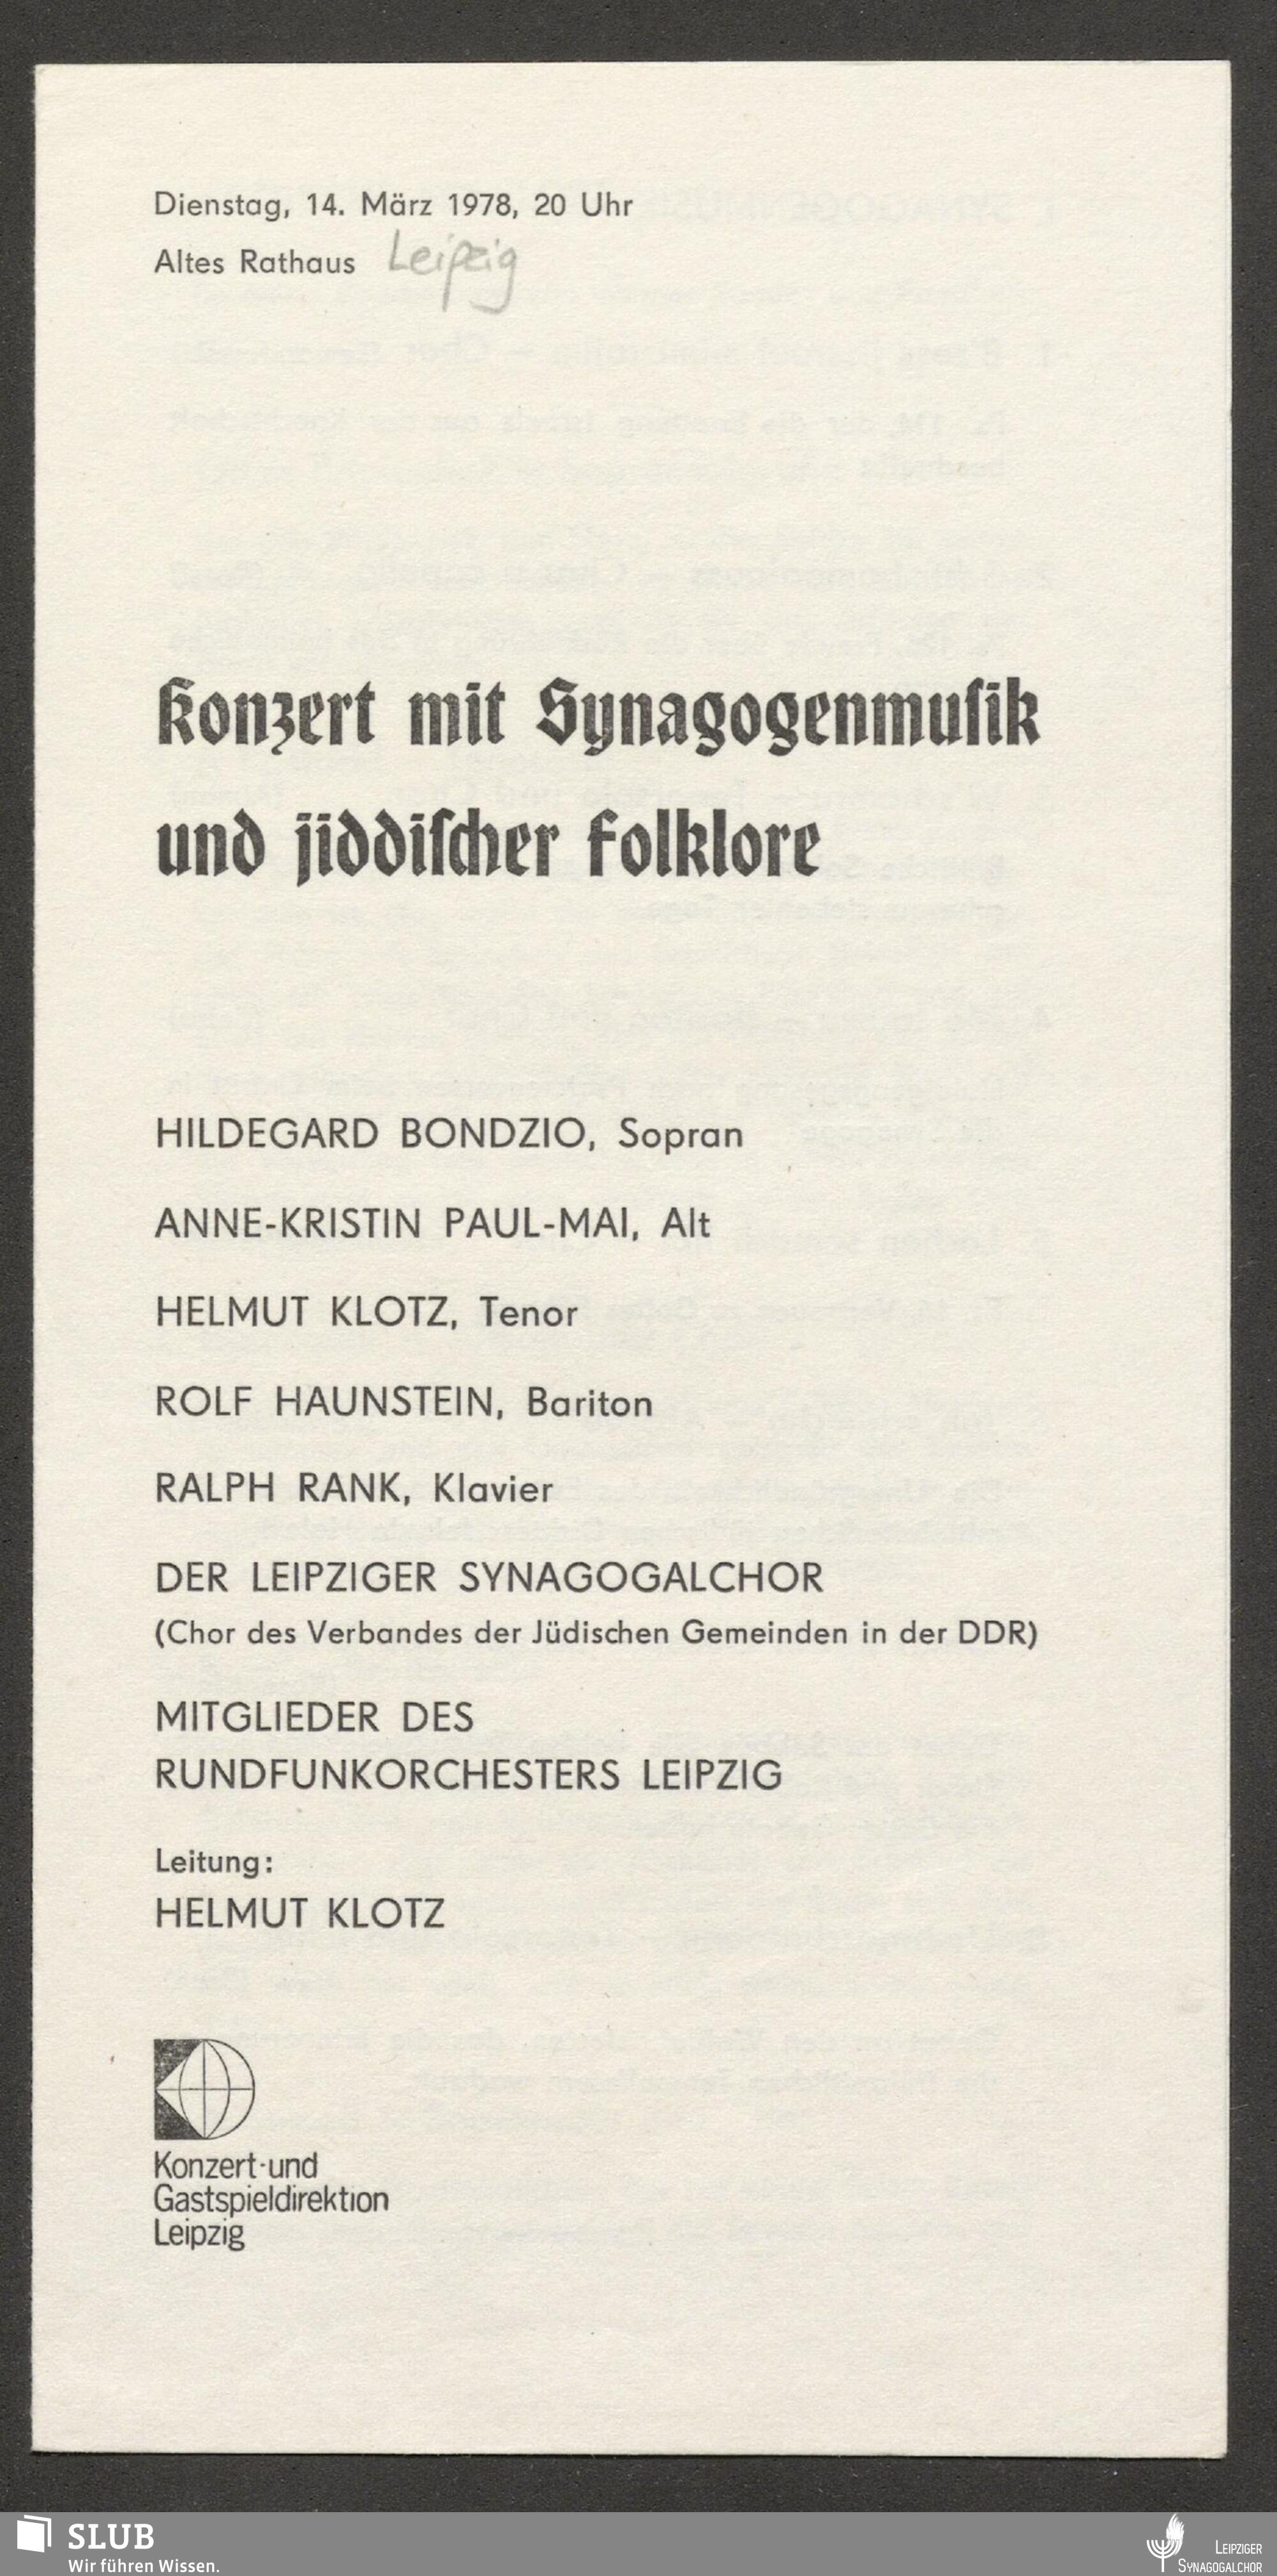 Dienstag, 14. März 1978, 20 Uhr
Altes Rathaus Leipzig
Konzert mit Synagogenmuſik
und jiddiſcher Folklore
HILDEGARD BONDZIO, Sopran
ANNE-KRISTIN PAUL-MAI, Alt
HELMUT KLOTZ, Tenor
ROLF HAUNSTEIN, Bariton
RALPH RANK, Klavier
DER LEIPZIGER SYNAGOGALCHOR
(Chor des Verbandes der Jüdischen Gemeinden in der DDR)
MITGLIEDER DES
RUNDFUNKORCHESTERS LEIPZIG
Leitung:
HELMUT KLOTZ
Konzert-und
Gastspieldirektion
Leipzig
SLUB
Wir führen Wissen.
LEIPZIGER
SYNAGOGALCHOR